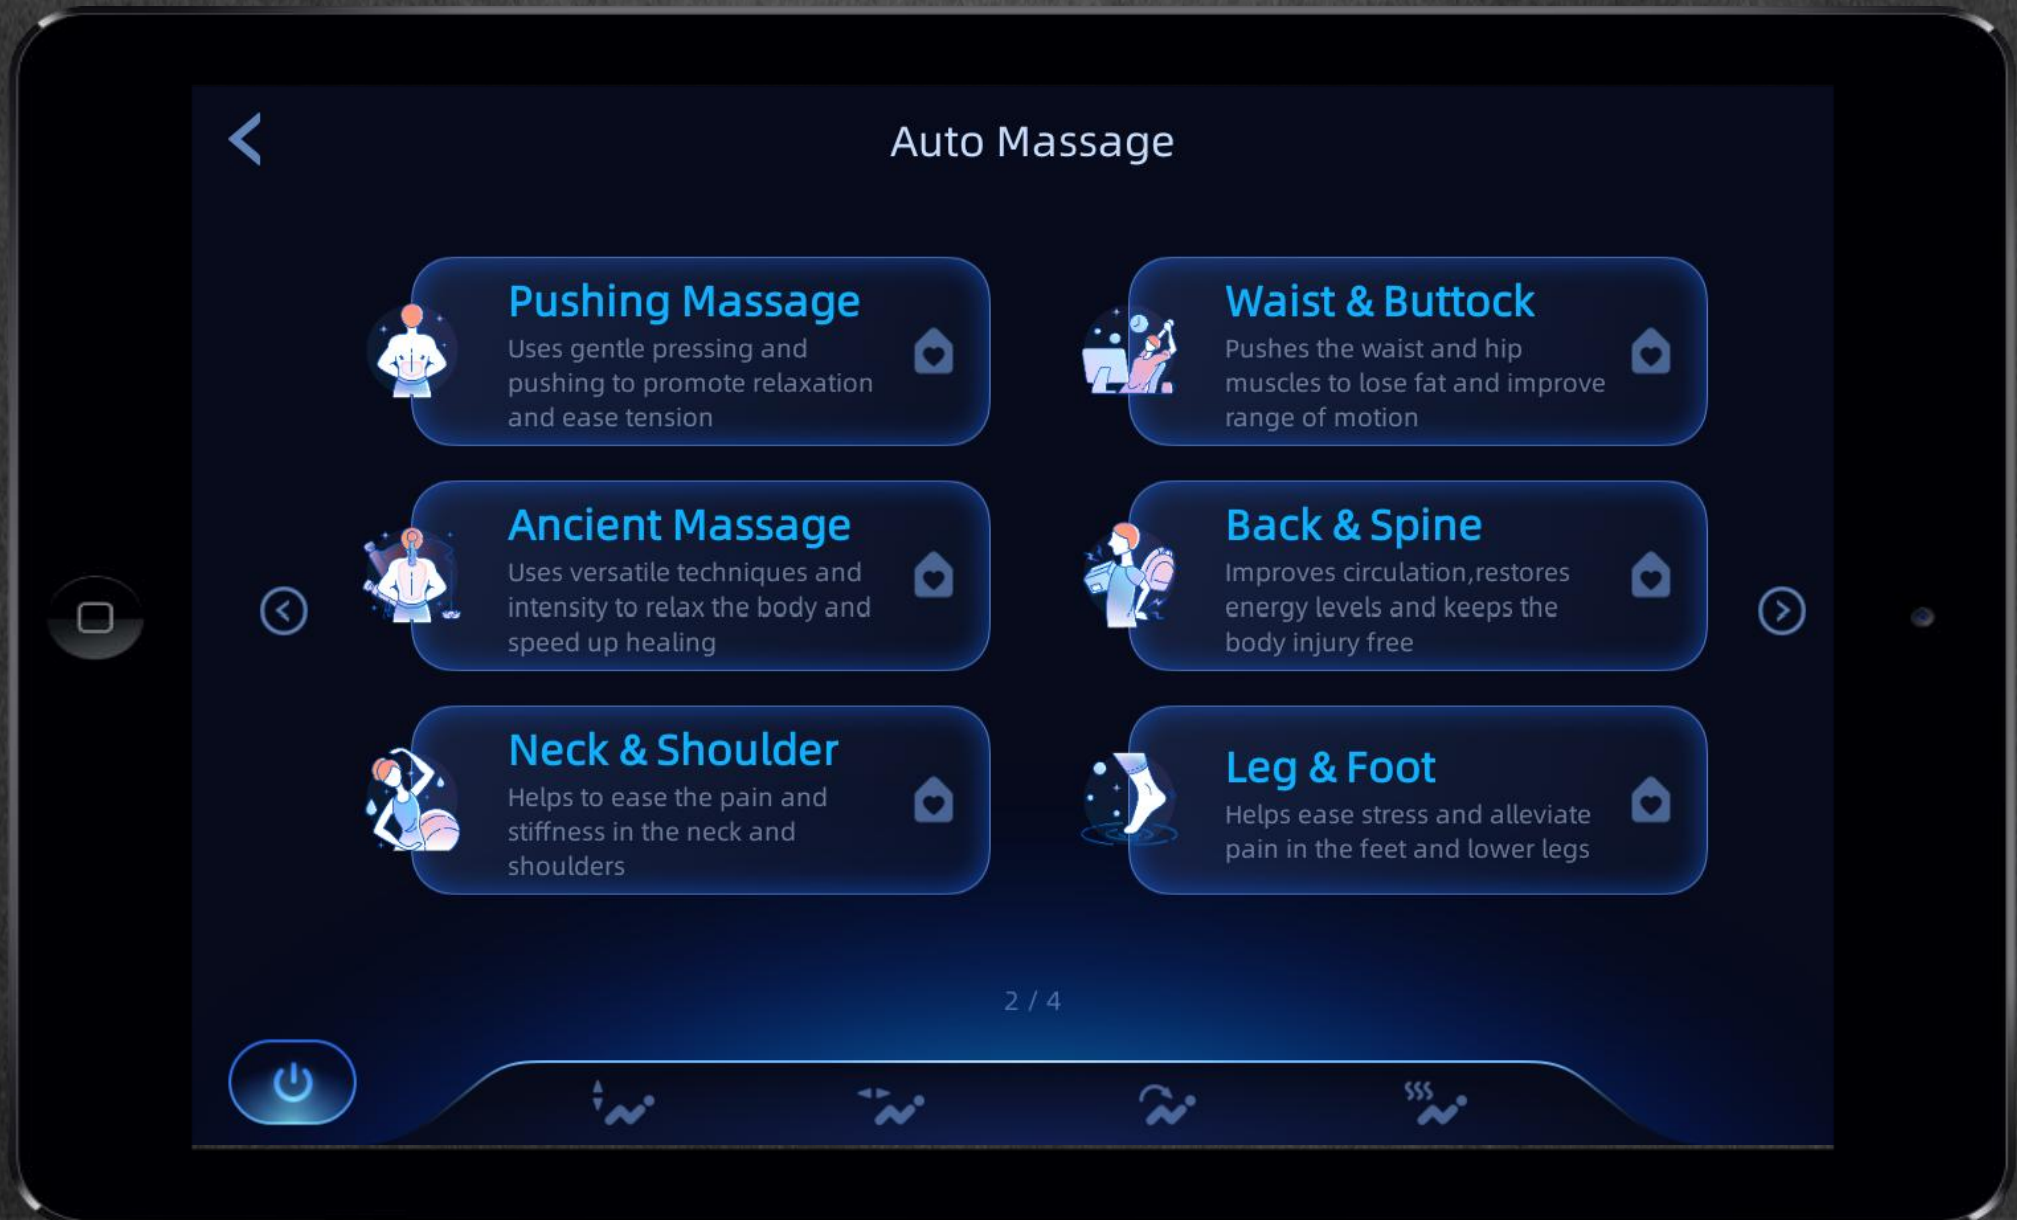 Auto Massage
Pushing Massage
Uses gentle pressing and
pushing to promote relaxation
and ease tension
Waist & Buttock
Pushes the waist and hip
muscles to lose fat and improve
range of motion
Ancient Massage
Uses versatile techniques and
intensity to relax the body and
speed up healing
Back & Spine
Improves circulation,restores
energy levels and keeps the
body injury free
Neck & Shoulder
Helps to ease the pain and
stiffness in the neck and
shoulders
Leg & Foot
Helps ease stress and alleviate
pain in the feet and lower legs
2 / 4